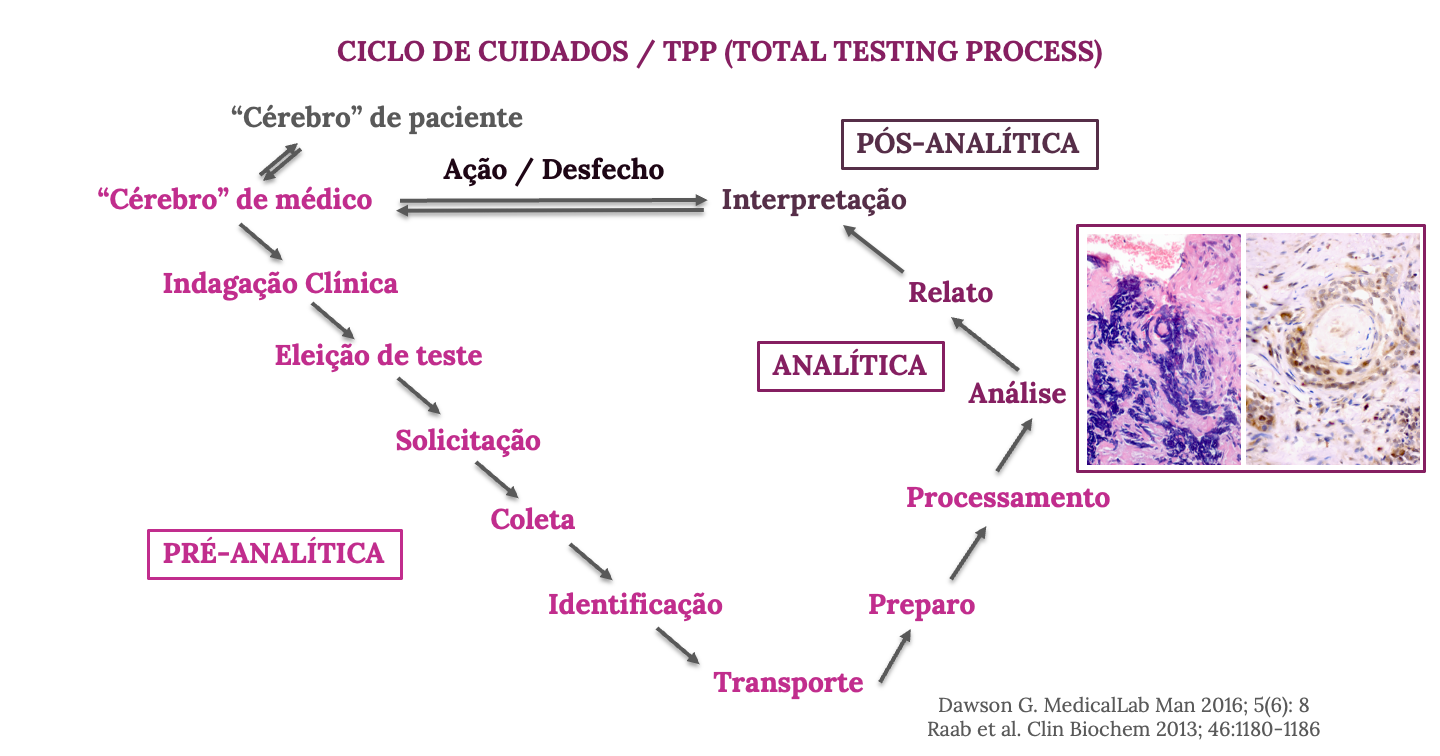 CICLO DE CUIDADOS / TPP (TOTAL TESTING PROCESS)
“Cérebro” de paciente
PÓS-ANALÍTICA
Ação / Desfecho
“Cérebro” de médico
Interpretação
Indagação Clínica
Relato
Eleição de teste
ANALÍTICA
Análise
Solicitação
Processamento
Coleta
PRÉ-ANALÍTICA
Identificação
Preparo
Transporte
Dawson G. MedicalLab Man 2016; 5(6): 8
Raab et al. Clin Biochem 2013; 46:1180-1186